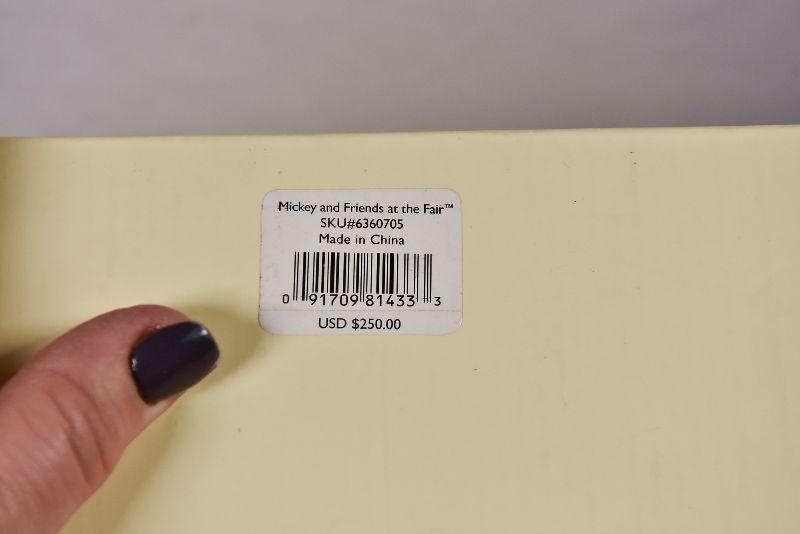 Mickey and Friends at the Fair™
SKU#6360705
Made in China
0 91709 81433 3
USD $250.00